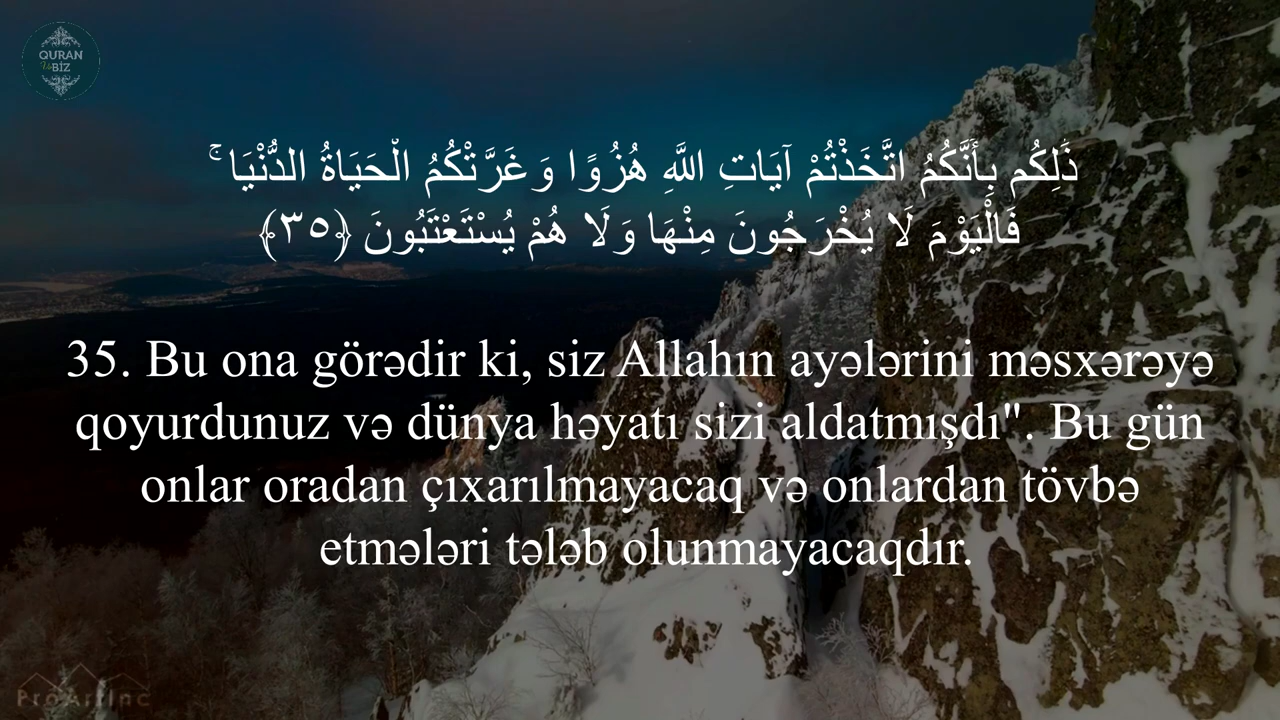 QURAN
Və
BİZ
ذَٰلِكُم بِأَنَّكُمُ اتَّخَذْتُمْ آيَاتِ اللَّهِ هُزُوًا وَغَرَّتْكُمُ الْحَيَاةُ الدُّنْيَا ۚ
فَالْيَوْمَ لَا يُخْرَجُونَ مِنْهَا وَلَا هُمْ يُسْتَعْتَبُونَ ﴿٣٥﴾
35. Bu ona görədir ki, siz Allahın ayələrini məsxərəyə
qoyurdunuz və dünya həyatı sizi aldatmışdı". Bu gün
onlar oradan çıxarılmayacaq və onlardan tövbə
etmələri tələb olunmayacaqdır.
ProArtInc